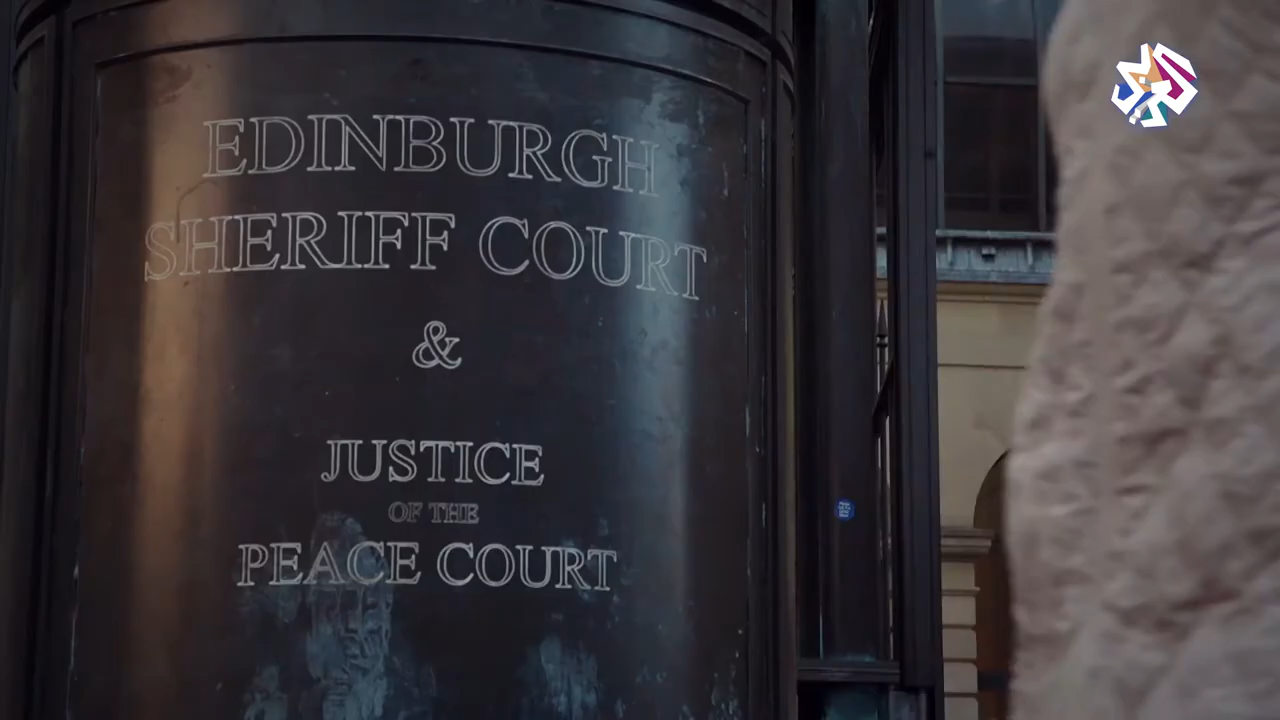 EDINBURGH
SHERIFF COURT
&
JUSTICE
OF THE
PEACE COURT